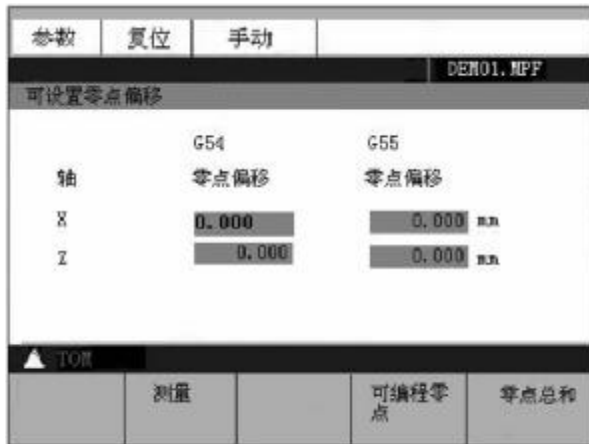 参数 复位 手动
DEMO1.MPF
可设置零点偏移
G54 G55
轴 零点偏移 零点偏移
X 0.000 0.000 mm
Z 0.000 0.000 mm
测量 可编程零点 零点总和